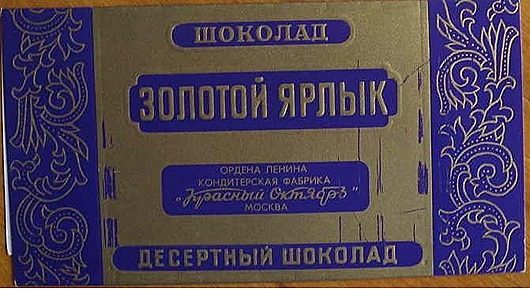 ШОКОЛАД
ЗОЛОТОЙ ЯРЛЫК
ОРДЕНА ЛЕНИНА
КОНДИТЕРСКАЯ ФАБРИКА
„Красный Октябрь"
МОСКВА
ДЕСЕРТНЫЙ ШОКОЛАД